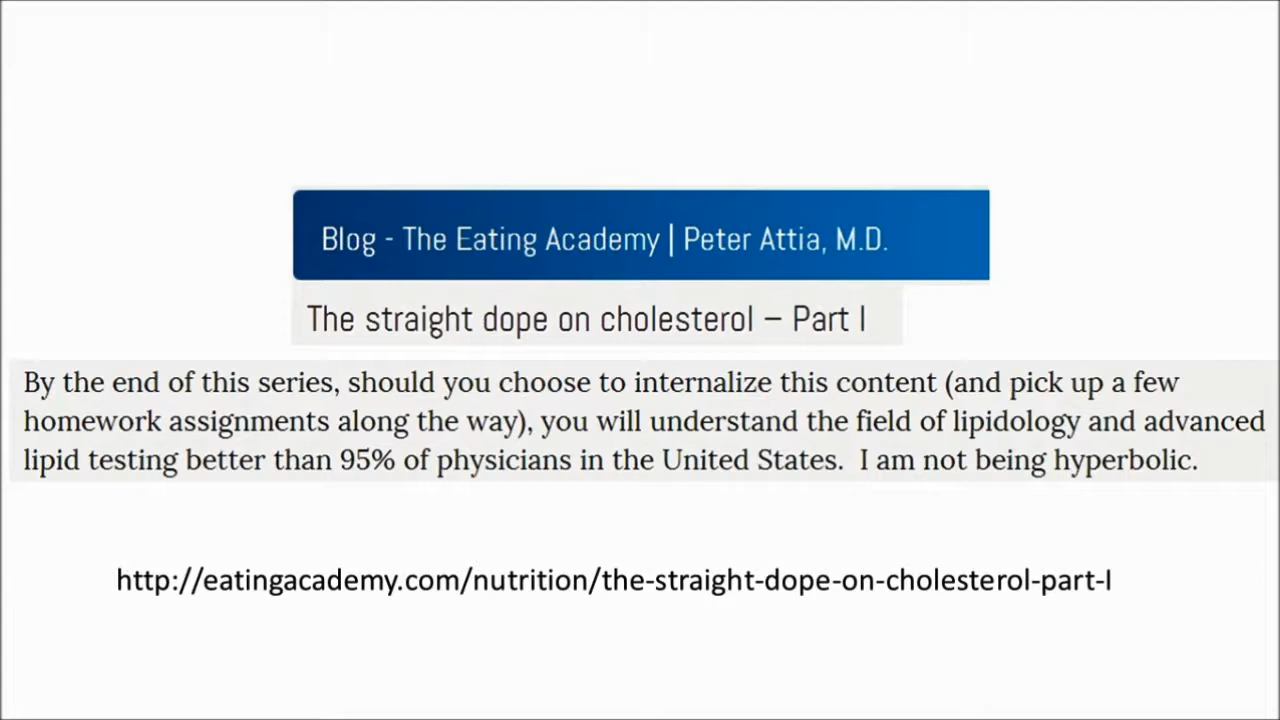 Blog - The Eating Academy | Peter Attia, M.D.
The straight dope on cholesterol – Part I
By the end of this series, should you choose to internalize this content (and pick up a few
homework assignments along the way), you will understand the field of lipidology and advanced
lipid testing better than 95% of physicians in the United States.  I am not being hyperbolic.
http://eatingacademy.com/nutrition/the-straight-dope-on-cholesterol-part-I